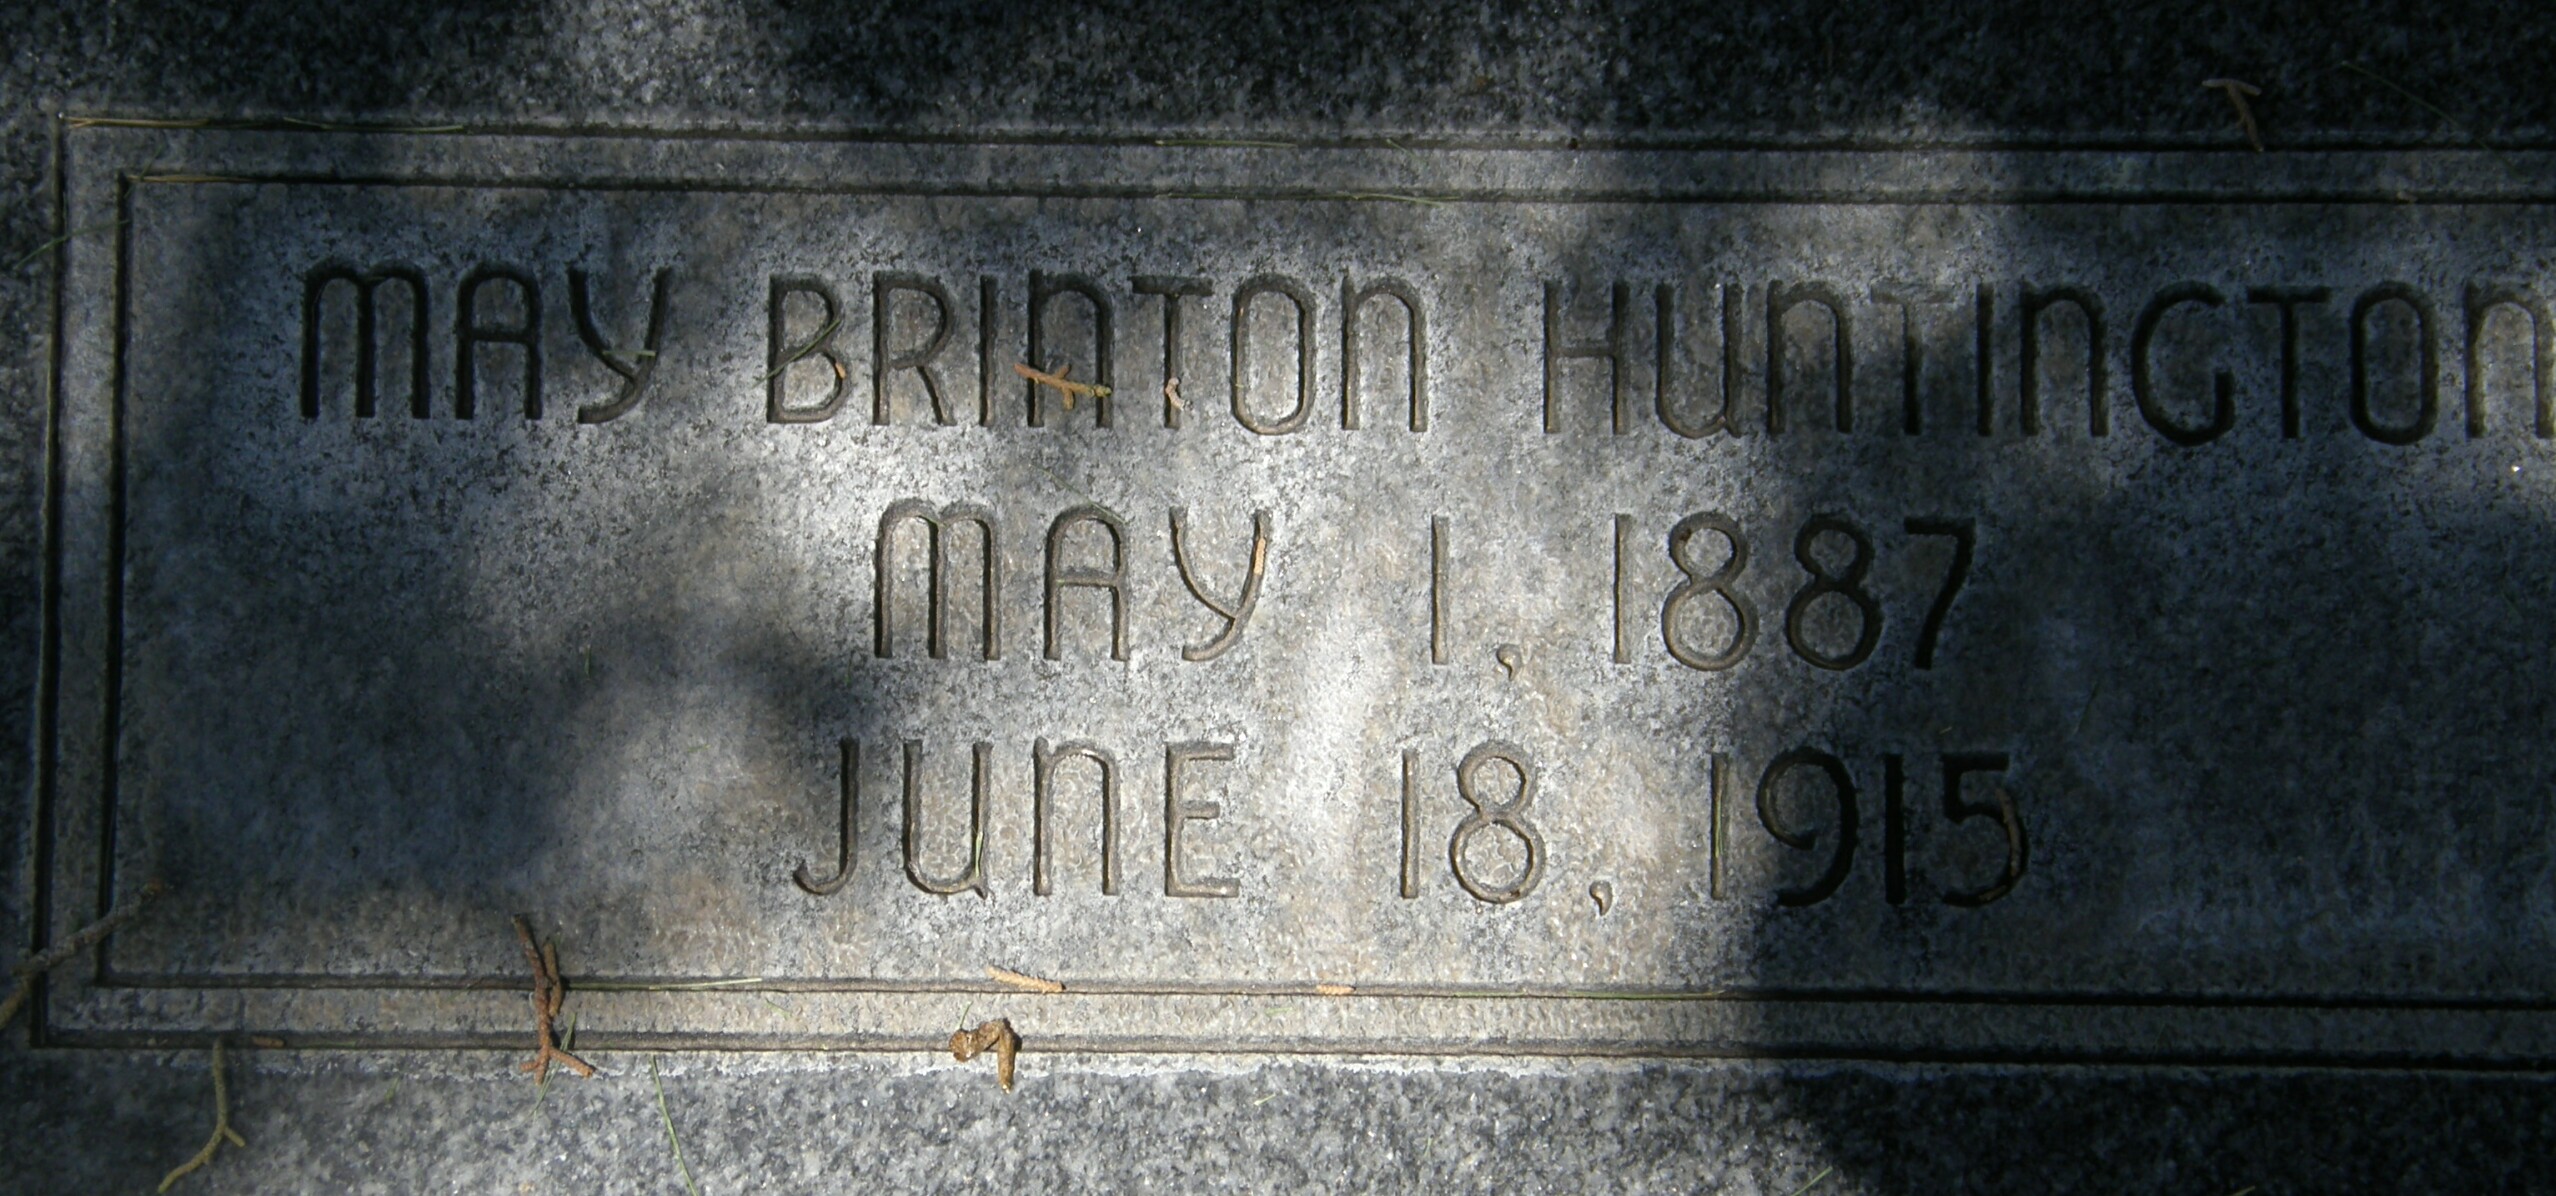 MAY BRINTON HUNTINGTON
MAY 1, 1887
JUNE 18, 1915